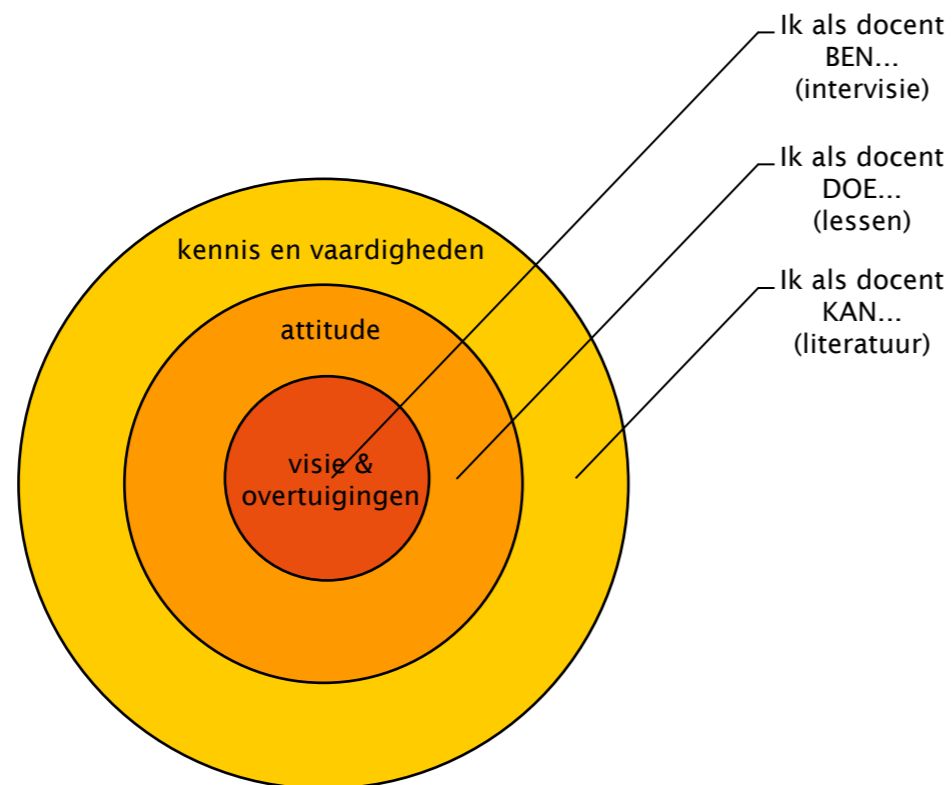 Ik als docent
BEN...
(intervisie)
Ik als docent
DOE...
(lessen)
Ik als docent
KAN...
(literatuur)
kennis en vaardigheden
attitude
visie &
overtuigingen